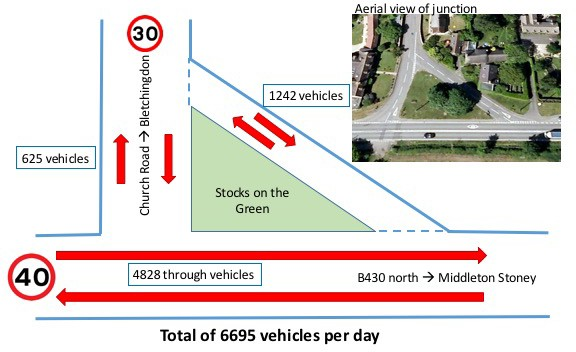 Aerial view of junction
30
1242 vehicles
625 vehicles
Church Road → Bletchingdon
Stocks on the
Green
40
4828 through vehicles
B430 north → Middleton Stoney
Total of 6695 vehicles per day